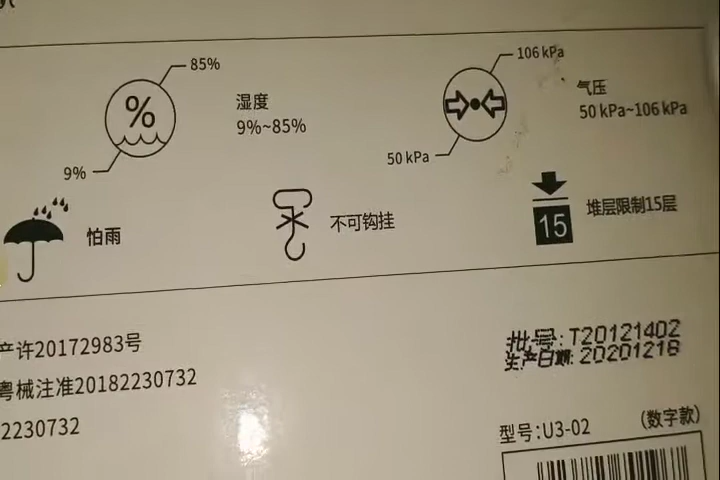 85%
%
9%
湿度
9%~85%
106 kPa
50 kPa
气压
50 kPa~106 kPa
怕雨
不可钩挂
15
堆层限制15层
产许20172983号
粤械注准20182230732
2230732
批号: T20121402
生产日期: 20201218
型号:U3-02
(数字款)